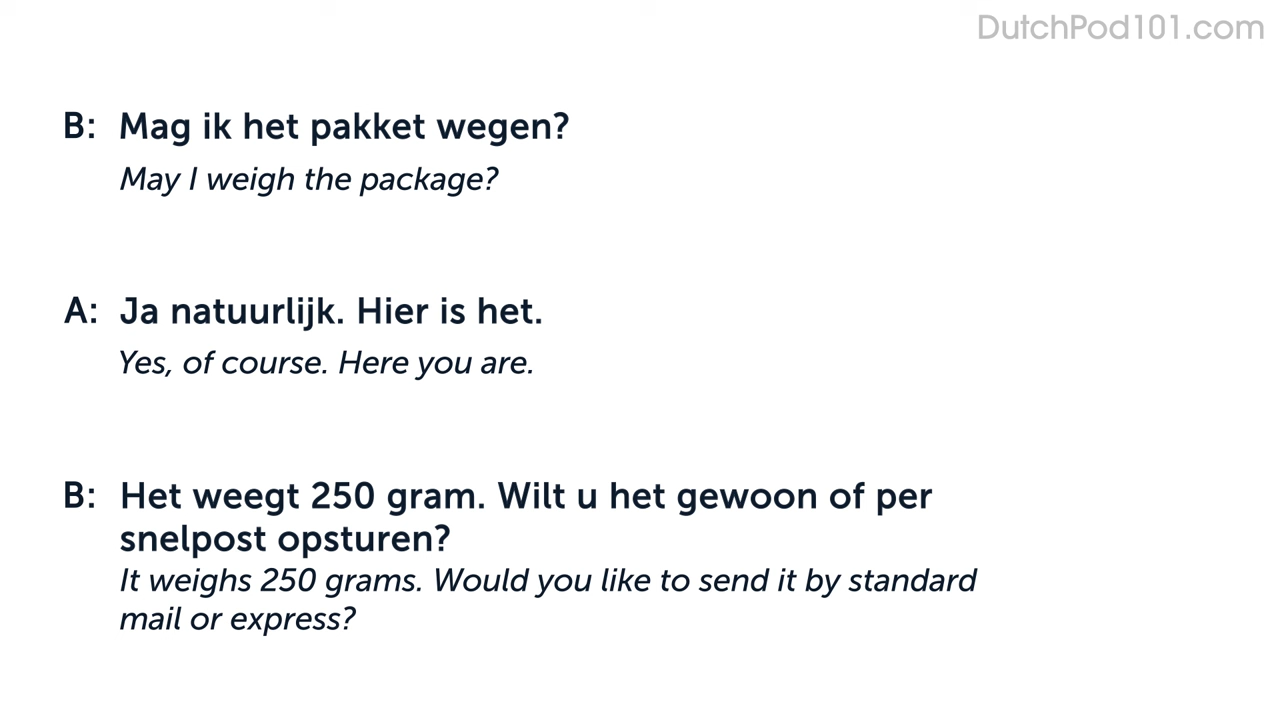 DutchPod101.com
B: Mag ik het pakket wegen?
May I weigh the package?
A: Ja natuurlijk. Hier is het.
Yes, of course. Here you are.
B: Het weegt 250 gram. Wilt u het gewoon of per
snelpost opsturen?
It weighs 250 grams. Would you like to send it by standard
mail or express?